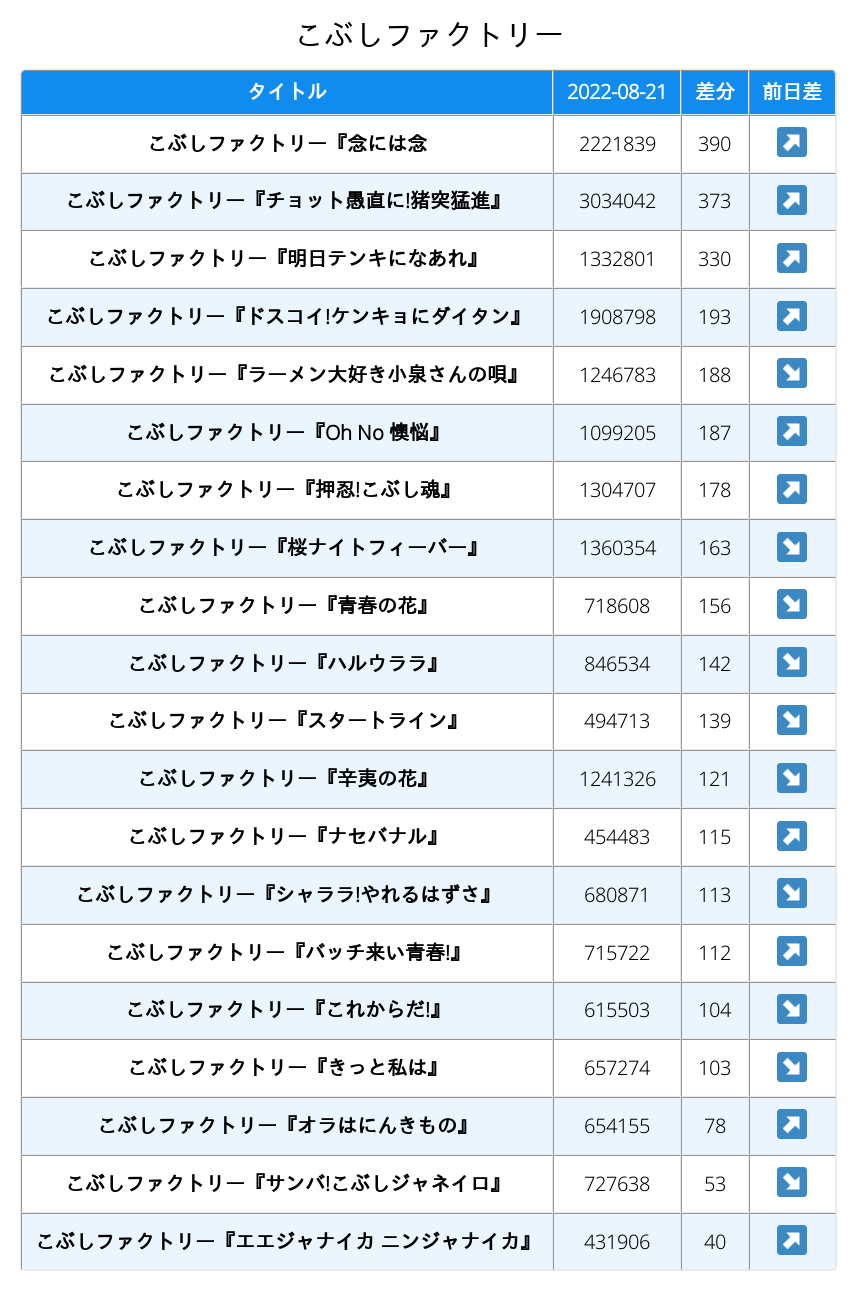 こぶしファクトリー
タイトル 2022-08-21 差分 前日差
こぶしファクトリー『念には念 2221839 390 ↗
こぶしファクトリー『チョット愚直に!猪突猛進』 3034042 373 ↗
こぶしファクトリー『明日テンキになあれ』 1332801 330 ↗
こぶしファクトリー『ドスコイ!ケンキョにダイタン』 1908798 193 ↗
こぶしファクトリー『ラーメン大好き小泉さんの唄』 1246783 188 ↘
こぶしファクトリー『Oh No 懊悩』 1099205 187 ↗
こぶしファクトリー『押忍!こぶし魂』 1304707 178 ↗
こぶしファクトリー『桜ナイトフィーバー』 1360354 163 ↘
こぶしファクトリー『青春の花』 718608 156 ↘
こぶしファクトリー『ハルウララ』 846534 142 ↘
こぶしファクトリー『スタートライン』 494713 139 ↘
こぶしファクトリー『辛夷の花』 1241326 121 ↘
こぶしファクトリー『ナセバナル』 454483 115 ↗
こぶしファクトリー『シャララ!やれるはずさ』 680871 113 ↘
こぶしファクトリー『バッチ来い青春!』 715722 112 ↗
こぶしファクトリー『これからだ!』 615503 104 ↘
こぶしファクトリー『きっと私は』 657274 103 ↘
こぶしファクトリー『オラはにんきもの』 654155 78 ↗
こぶしファクトリー『サンバ!こぶしジャネイロ』 727638 53 ↘
こぶしファクトリー『エエジャナイカ ニンジャナイカ』 431906 40 ↗